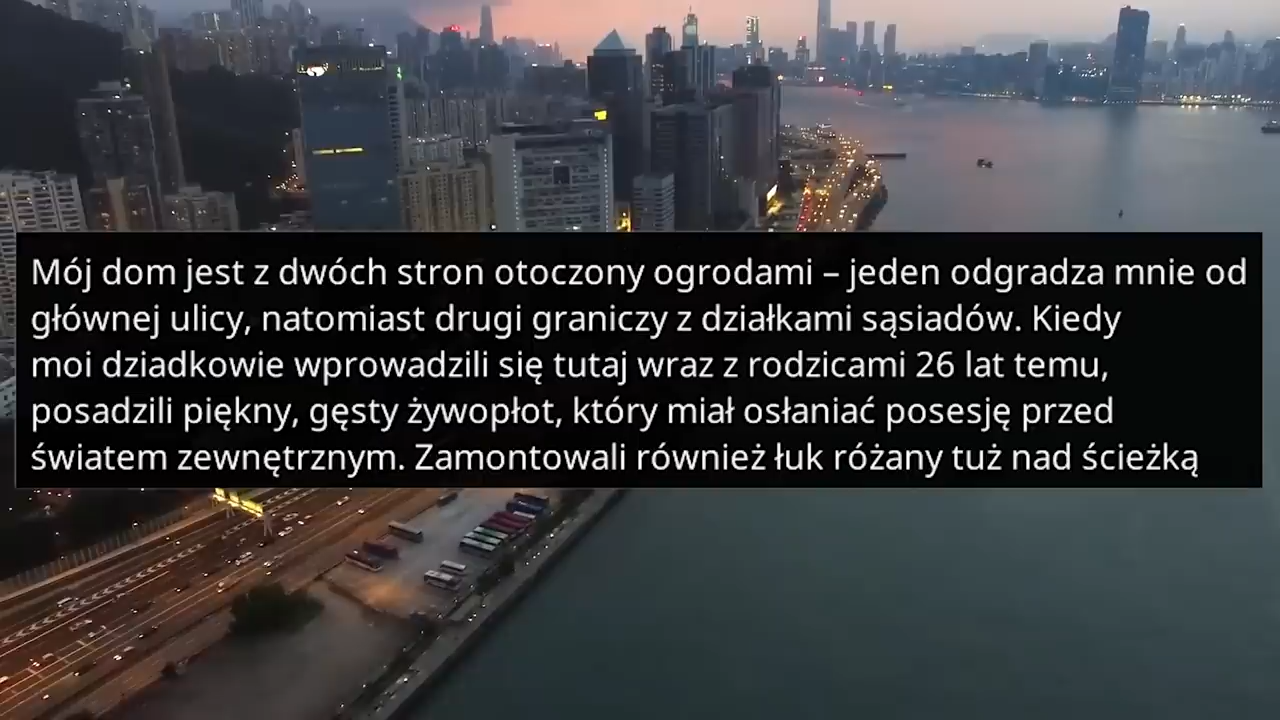 Mój dom jest z dwóch stron otoczony ogrodami – jeden odgradza mnie od
głównej ulicy, natomiast drugi graniczy z działkami sąsiadów. Kiedy
moi dziadkowie wprowadzili się tutaj wraz z rodzicami 26 lat temu,
posadzili piękny, gęsty żywopłot, który miał osłaniać posesję przed
światem zewnętrznym. Zamontowali również łuk różany tuż nad ścieżką